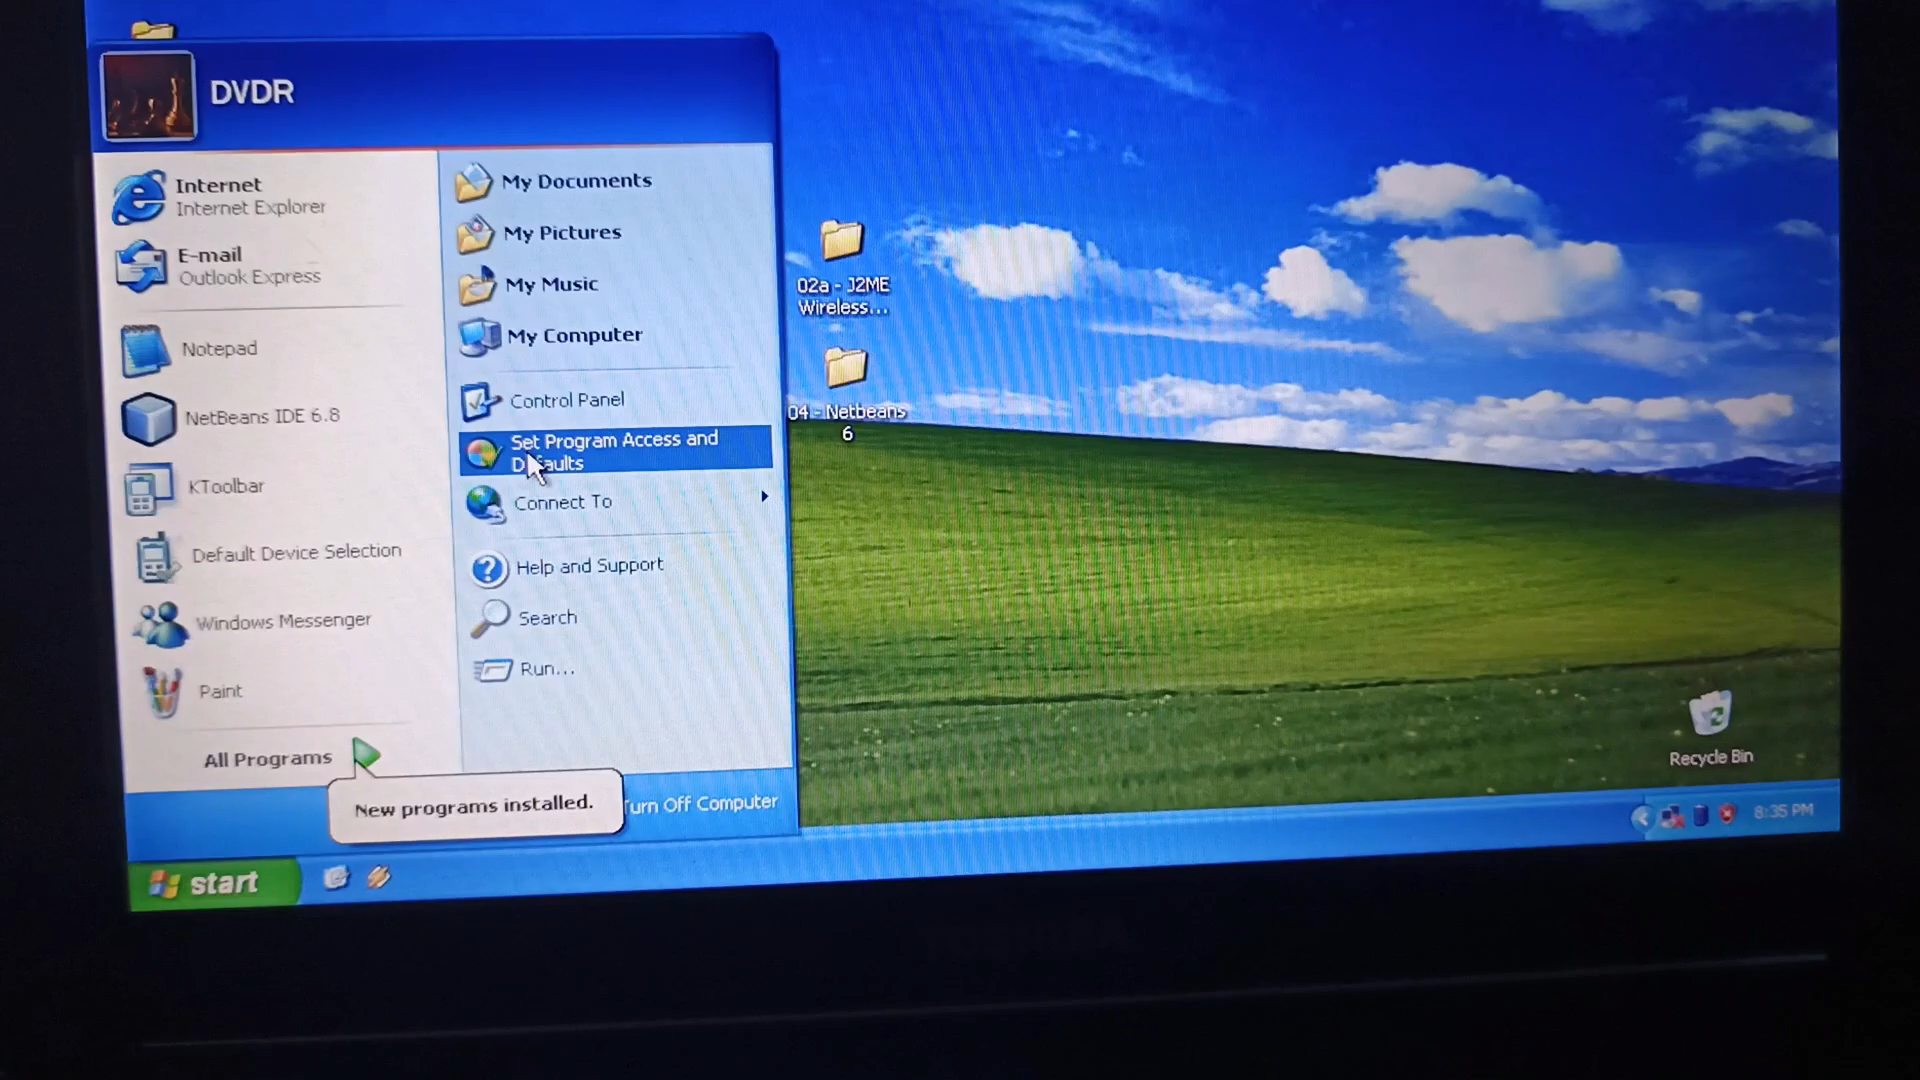 DVDR
Internet
Internet Explorer
E-mail
Outlook Express
Notepad
NetBeans IDE 6.8
KToolbar
Default Device Selection
Windows Messenger
Paint
All Programs
New programs installed.
My Documents
My Pictures
My Music
My Computer
Control Panel
Set Program Access and
Defaults
Connect To
Help and Support
Search
Run...
Turn Off Computer
02a - J2ME
Wireless...
04 - Netbeans
6
Recycle Bin
start
8:35 PM